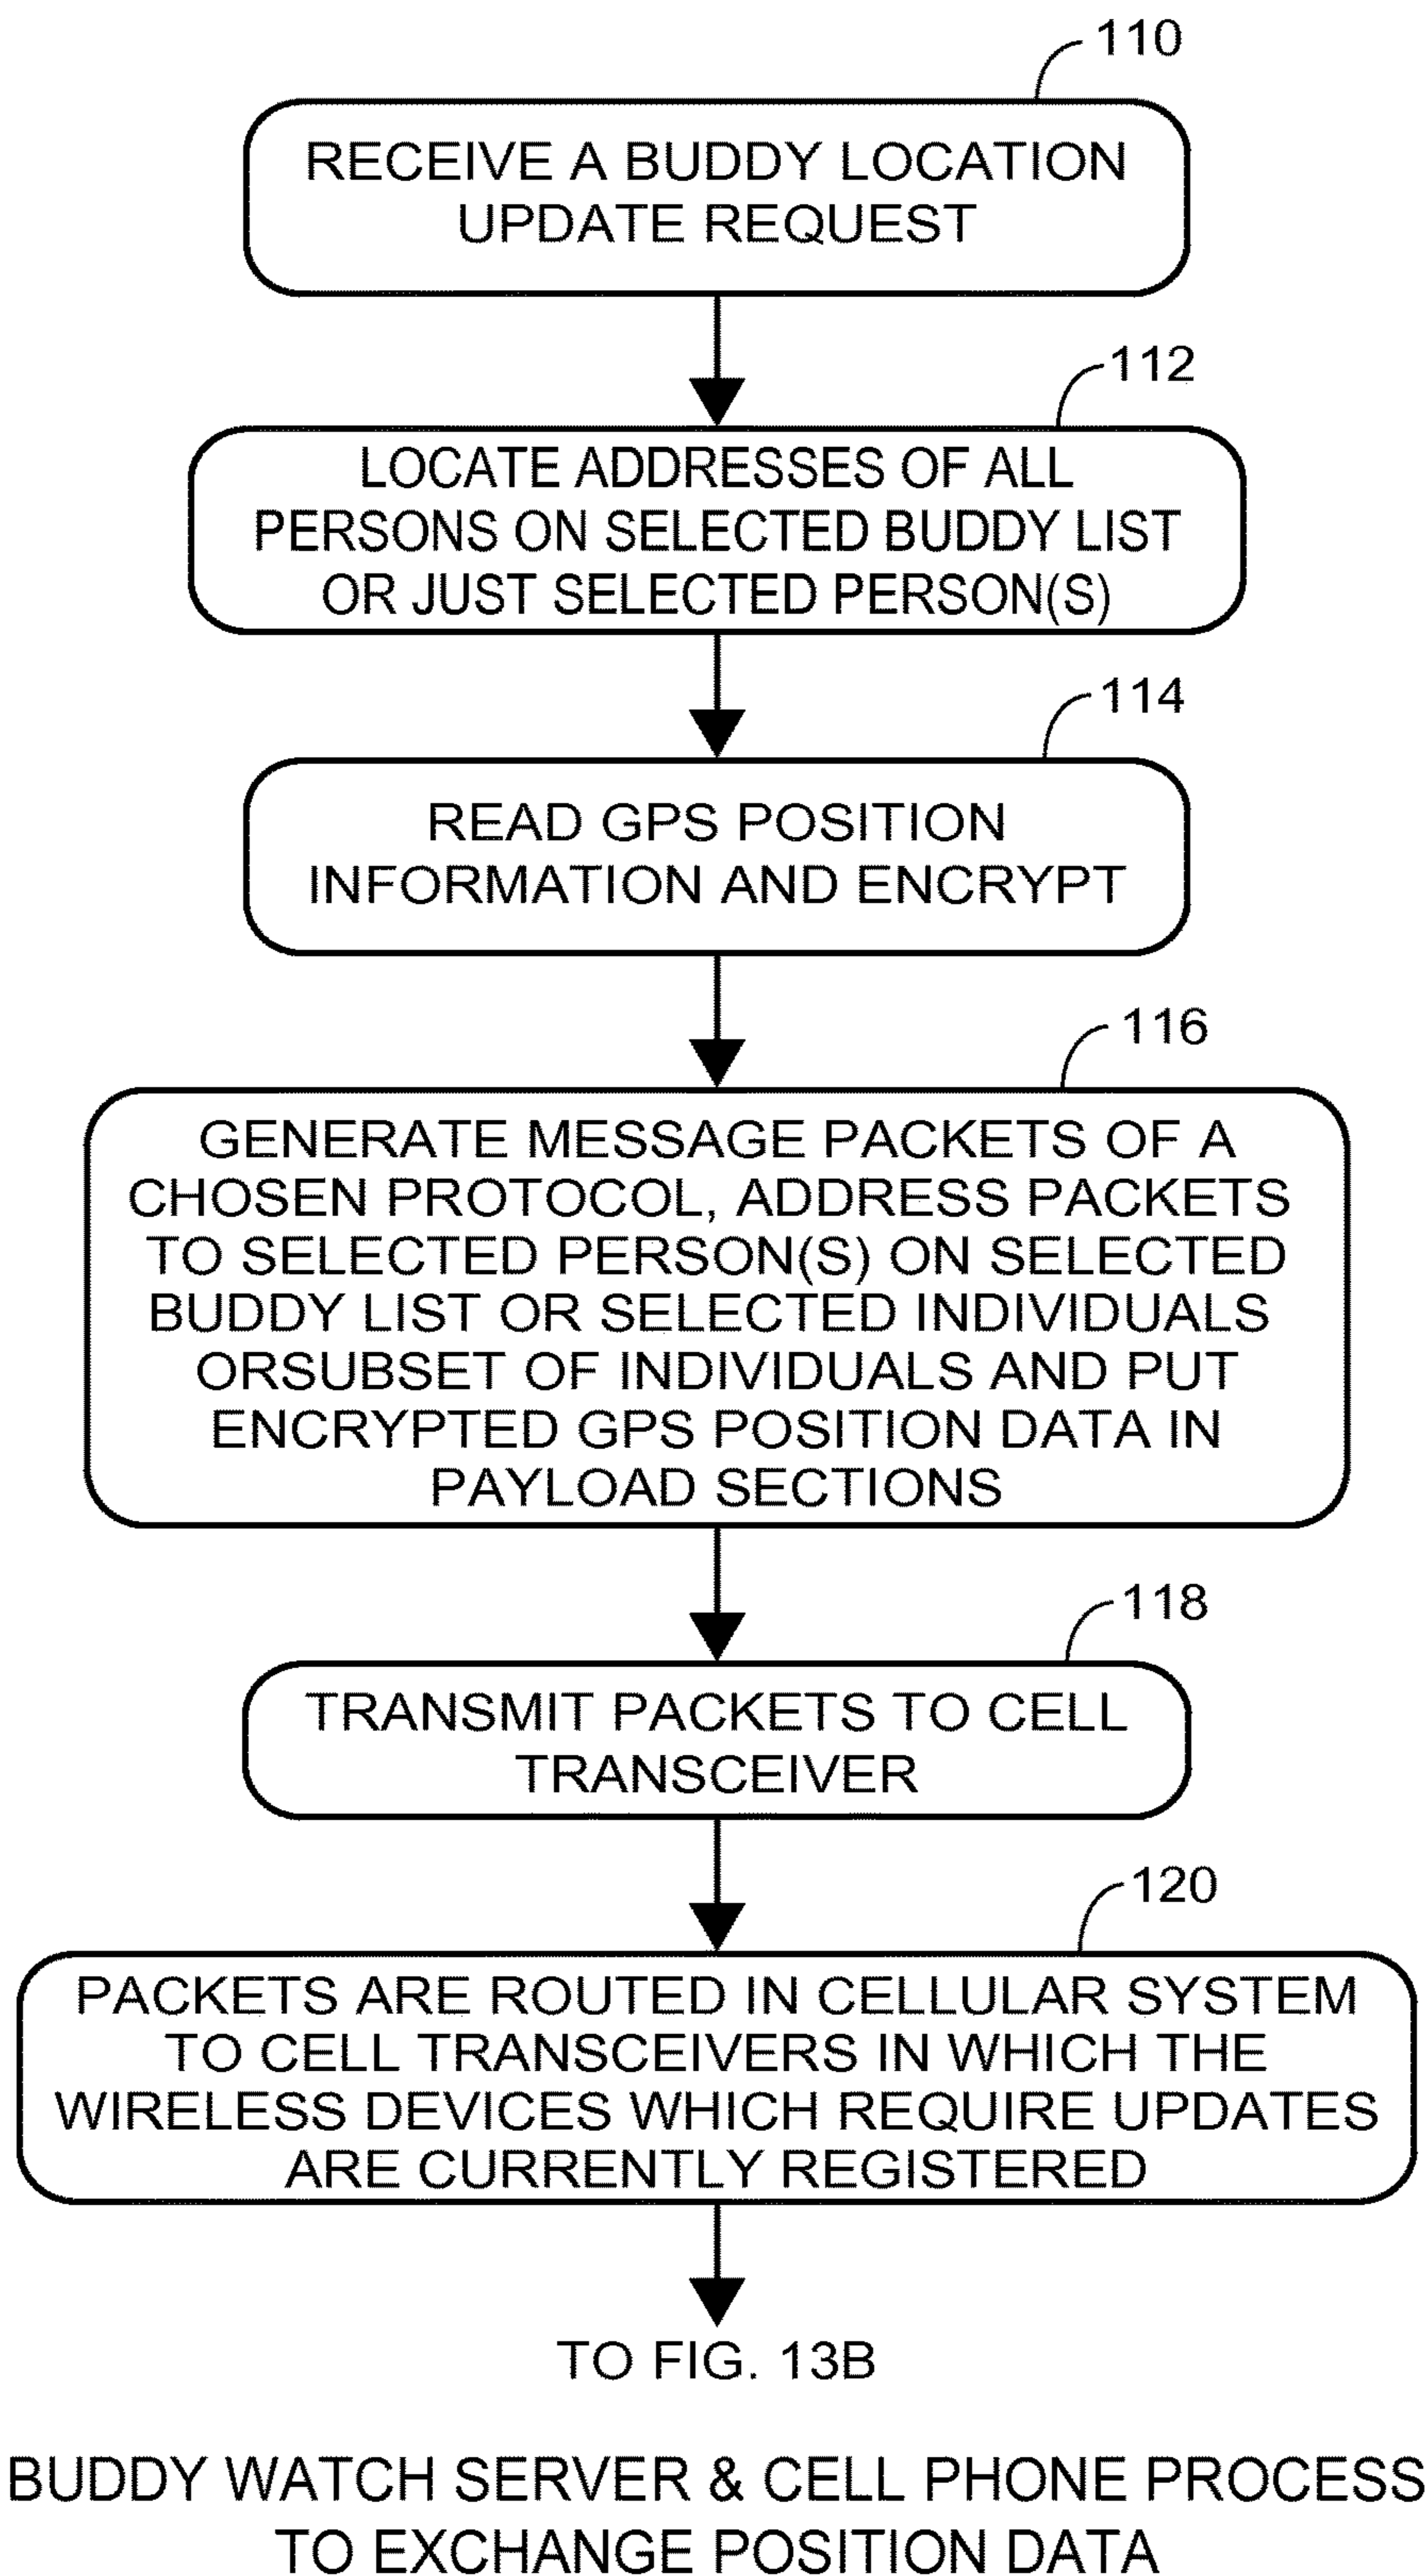 110
RECEIVE A BUDDY LOCATION
UPDATE REQUEST
112
LOCATE ADDRESSES OF ALL
PERSONS ON SELECTED BUDDY LIST
OR JUST SELECTED PERSON(S)
114
READ GPS POSITION
INFORMATION AND ENCRYPT
116
GENERATE MESSAGE PACKETS OF A
CHOSEN PROTOCOL, ADDRESS PACKETS
TO SELECTED PERSON(S) ON SELECTED
BUDDY LIST OR SELECTED INDIVIDUALS
ORSUBSET OF INDIVIDUALS AND PUT
ENCRYPTED GPS POSITION DATA IN
PAYLOAD SECTIONS
118
TRANSMIT PACKETS TO CELL
TRANSCEIVER
120
PACKETS ARE ROUTED IN CELLULAR SYSTEM
TO CELL TRANSCEIVERS IN WHICH THE
WIRELESS DEVICES WHICH REQUIRE UPDATES
ARE CURRENTLY REGISTERED
TO FIG. 13B
BUDDY WATCH SERVER & CELL PHONE PROCESS
TO EXCHANGE POSITION DATA